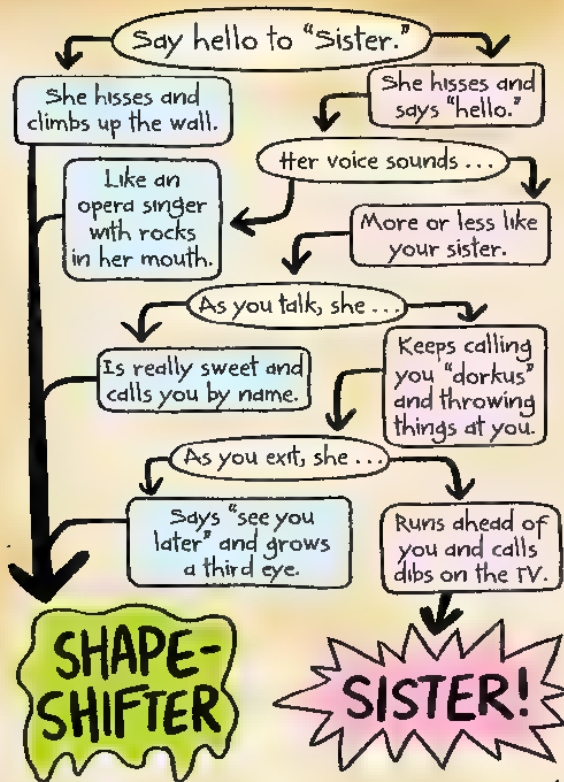 Say hello to “Sister.”
She hisses and
climbs up the wall.
She hisses and
says “hello.”
Her voice sounds . . .
Like an
opera singer
with rocks
in her mouth.
More or less like
your sister.
As you talk, she . . .
Is really sweet and
calls you by name.
Keeps calling
you “dorkus”
and throwing
things at you.
As you exit, she . . .
Says “see you
later” and grows
a third eye.
Runs ahead of
you and calls
dibs on the TV.
SHAPE-
SHIFTER
SISTER!